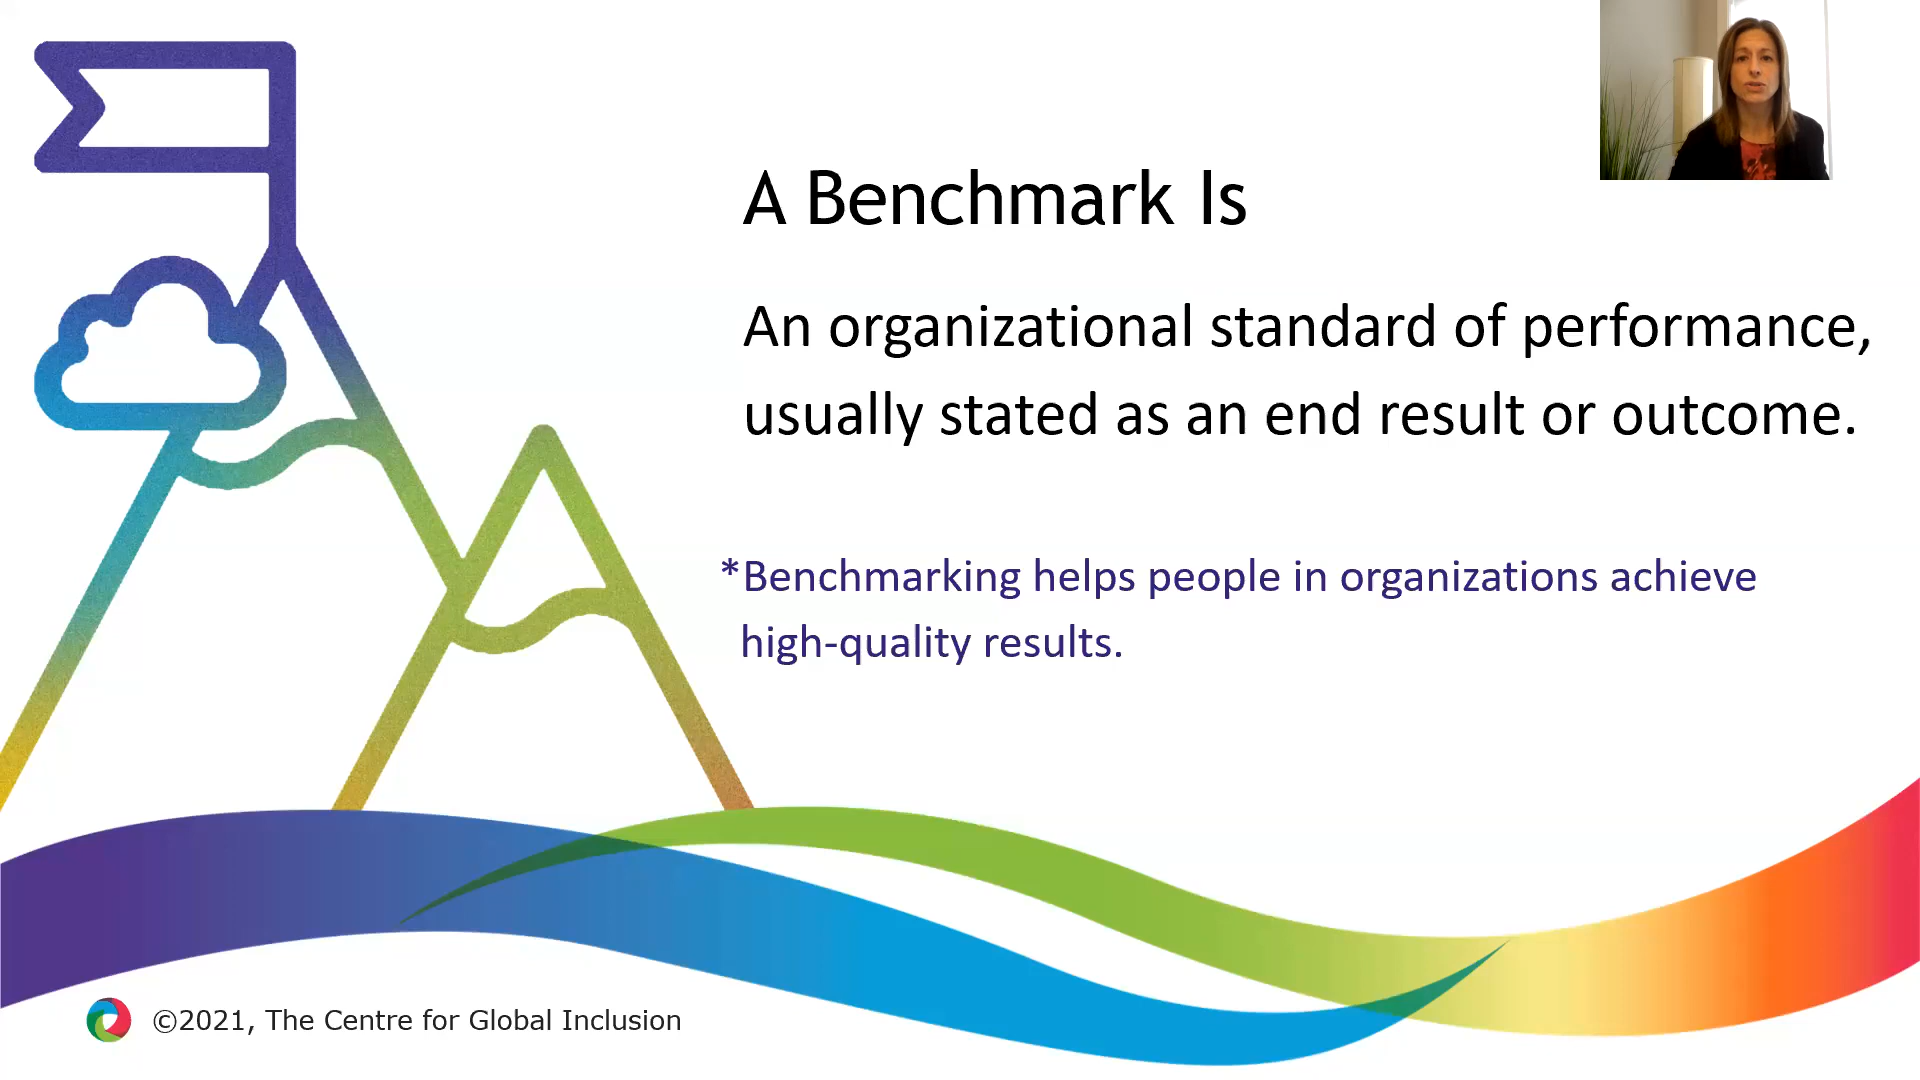 A Benchmark Is
An organizational standard of performance,
usually stated as an end result or outcome.
*Benchmarking helps people in organizations achieve
high-quality results.
©2021, The Centre for Global Inclusion